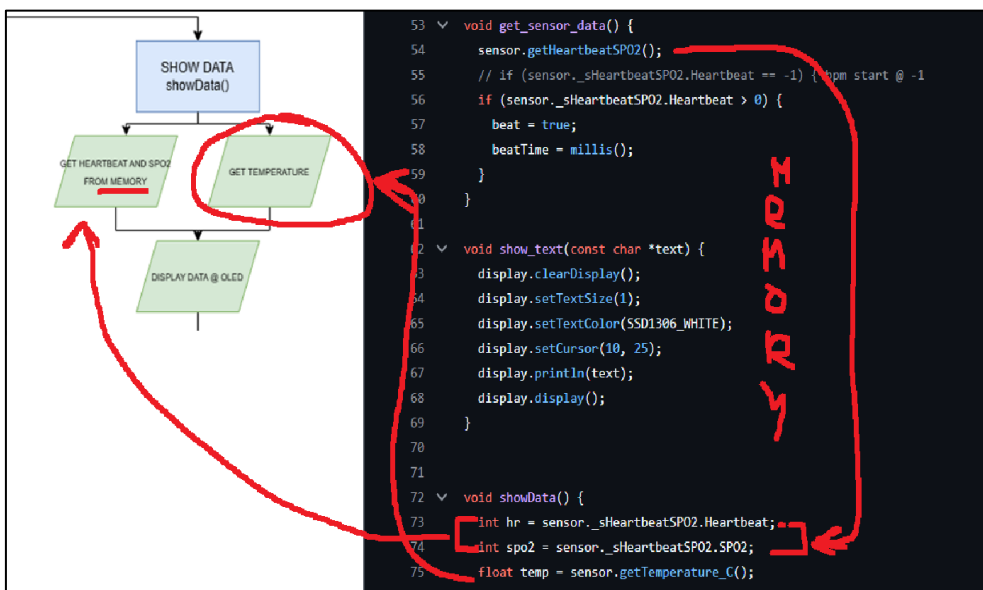 SHOW DATA
showData()
GET HEARTBEAT AND SPO2
FROM MEMORY
GET TEMPERATURE
DISPLAY DATA @ OLED
53 void get_sensor_data() {
54 sensor.getHeartbeatSPO2();
55 // if (sensor._sHeartbeatSPO2.Heartbeat == -1) { bpm start @ -1
56 if (sensor._sHeartbeatSPO2.Heartbeat > 0) {
57 beat = true;
58 beatTime = millis();
59 }
60 }
61
62 void show_text(const char *text) {
63 display.clearDisplay();
64 display.setTextSize(1);
65 display.setTextColor(SSD1306_WHITE);
66 display.setCursor(10, 25);
67 display.println(text);
68 display.display();
69 }
70
71
72 void showData() {
73 int hr = sensor._sHeartbeatSPO2.Heartbeat;
74 int spo2 = sensor._sHeartbeatSPO2.SPO2;
75 float temp = sensor.getTemperature_C();
MEMORY